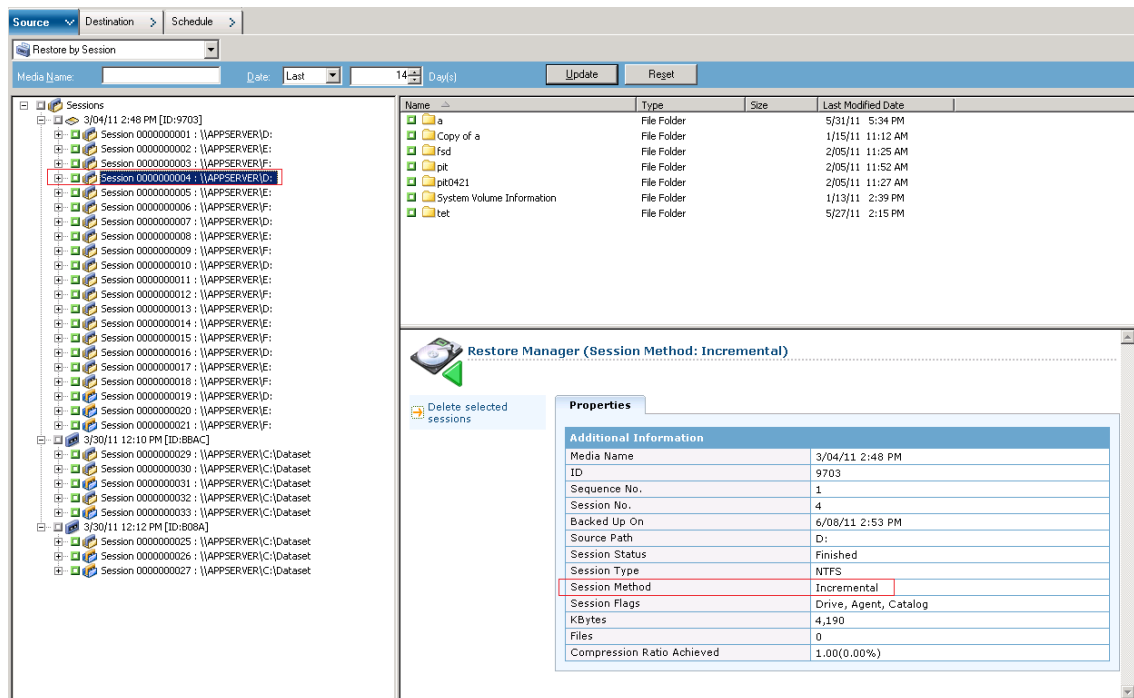 Source Destination > Schedule >
Restore by Session
Media Name: Date: Last 14 Day(s) Update Reset
Sessions
3/04/11 2:48 PM [ID:9703]
Session 0000000001 : \\APPSERVER\D:
Session 0000000002 : \\APPSERVER\E:
Session 0000000003 : \\APPSERVER\F:
Session 0000000004 : \\APPSERVER\D:
Session 0000000005 : \\APPSERVER\E:
Session 0000000006 : \\APPSERVER\F:
Session 0000000007 : \\APPSERVER\D:
Session 0000000008 : \\APPSERVER\E:
Session 0000000009 : \\APPSERVER\F:
Session 0000000010 : \\APPSERVER\D:
Session 0000000011 : \\APPSERVER\E:
Session 0000000012 : \\APPSERVER\F:
Session 0000000013 : \\APPSERVER\D:
Session 0000000014 : \\APPSERVER\E:
Session 0000000015 : \\APPSERVER\F:
Session 0000000016 : \\APPSERVER\D:
Session 0000000017 : \\APPSERVER\E:
Session 0000000018 : \\APPSERVER\F:
Session 0000000019 : \\APPSERVER\D:
Session 0000000020 : \\APPSERVER\E:
Session 0000000021 : \\APPSERVER\F:
3/30/11 12:10 PM [ID:BBAC]
Session 0000000029 : \\APPSERVER\C:\Dataset
Session 0000000030 : \\APPSERVER\C:\Dataset
Session 0000000031 : \\APPSERVER\C:\Dataset
Session 0000000032 : \\APPSERVER\C:\Dataset
Session 0000000033 : \\APPSERVER\C:\Dataset
3/30/11 12:12 PM [ID:B08A]
Session 0000000025 : \\APPSERVER\C:\Dataset
Session 0000000026 : \\APPSERVER\C:\Dataset
Session 0000000027 : \\APPSERVER\C:\Dataset
Name Type Size Last Modified Date
a File Folder 5/31/11 5:34 PM
Copy of a File Folder 1/15/11 11:12 AM
fsd File Folder 2/05/11 11:25 AM
pit File Folder 2/05/11 11:52 AM
pit0421 File Folder 2/05/11 11:27 AM
System Volume Information File Folder 1/13/11 2:39 PM
tet File Folder 5/27/11 2:15 PM
Restore Manager (Session Method: Incremental)
Delete selected
sessions
Properties
Additional Information
Media Name 3/04/11 2:48 PM
ID 9703
Sequence No. 1
Session No. 4
Backed Up On 6/08/11 2:53 PM
Source Path D:
Session Status Finished
Session Type NTFS
Session Method Incremental
Session Flags Drive, Agent, Catalog
KBytes 4,190
Files 0
Compression Ratio Achieved 1.00(0.00%)